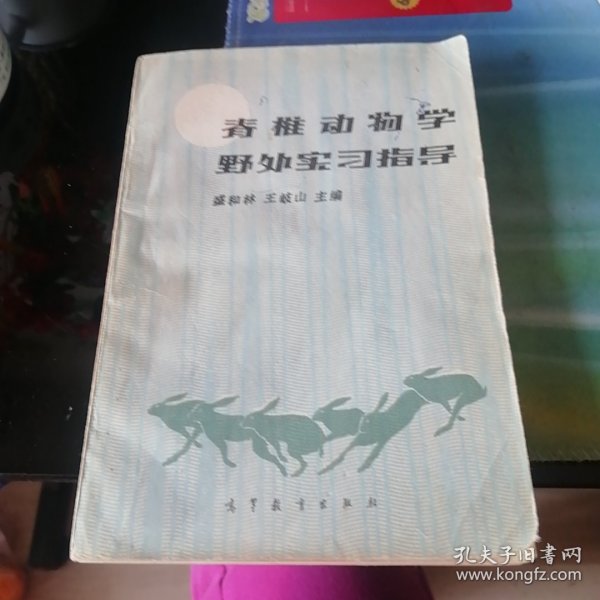 脊椎动物学
野外实习指导
盛和林 王岐山 主编
高等教育出版社
孔夫子旧书网
www.kongfz.com